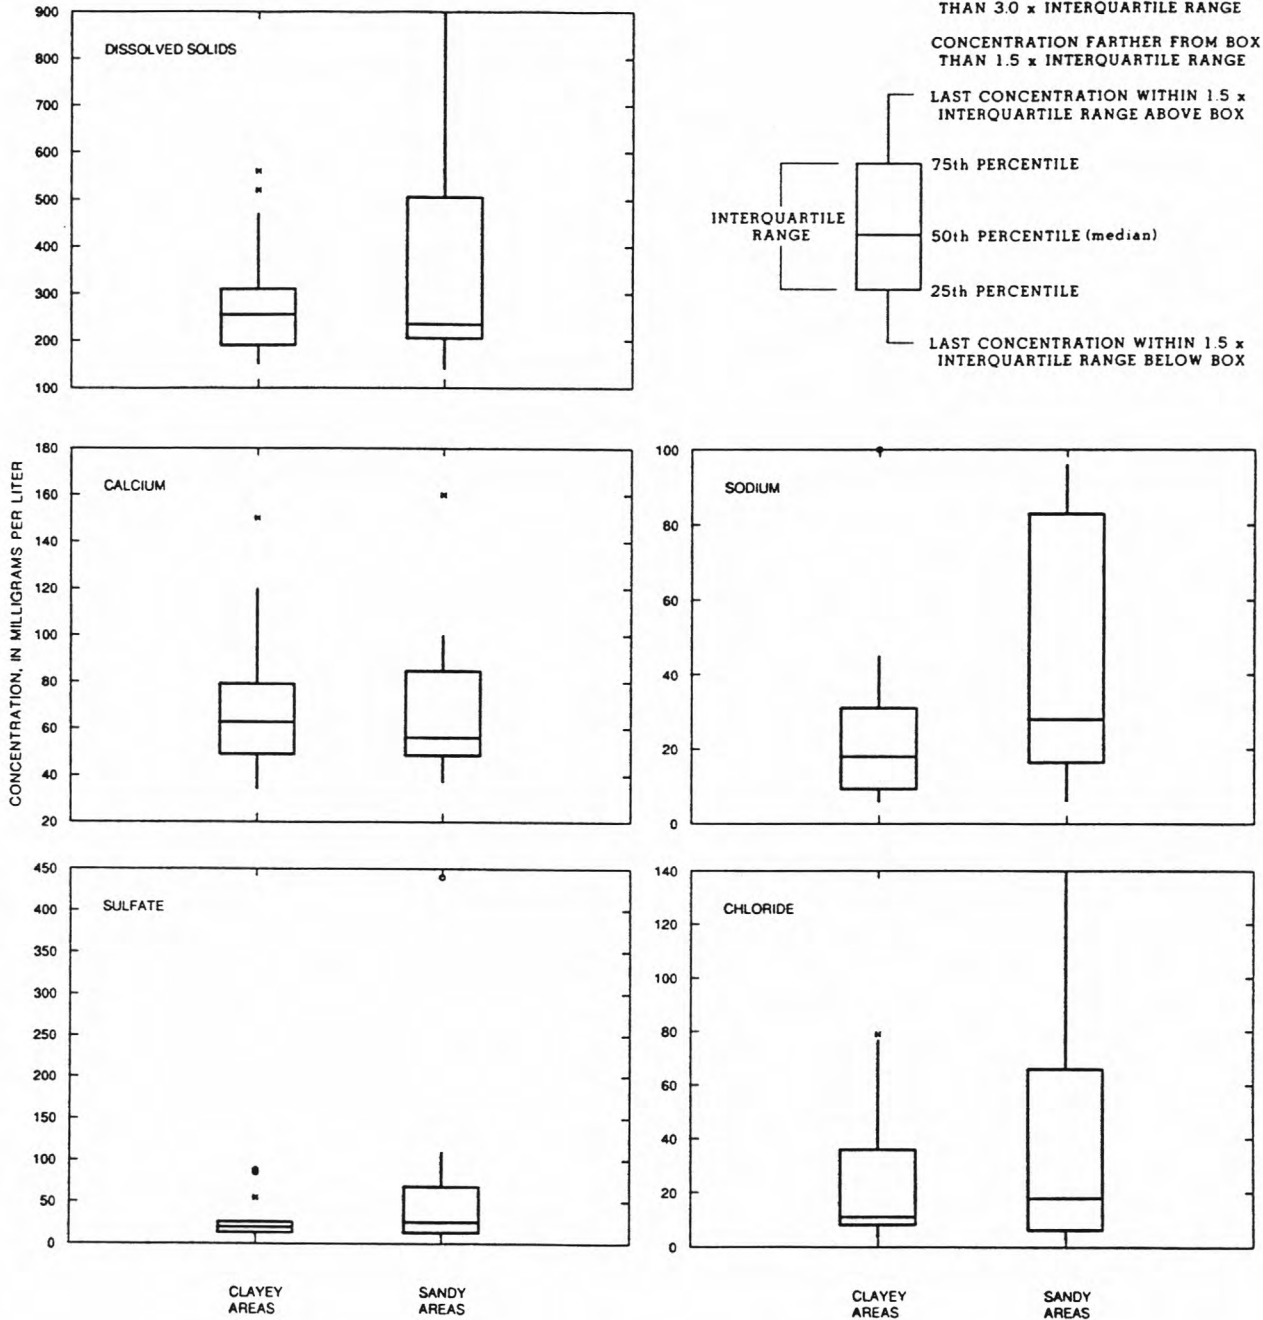 THAN 3.0 x INTERQUARTILE RANGE
CONCENTRATION FARTHER FROM BOX
THAN 1.5 x INTERQUARTILE RANGE
LAST CONCENTRATION WITHIN 1.5 x
INTERQUARTILE RANGE ABOVE BOX
75th PERCENTILE
INTERQUARTILE
RANGE
50th PERCENTILE (median)
25th PERCENTILE
LAST CONCENTRATION WITHIN 1.5 x
INTERQUARTILE RANGE BELOW BOX
DISSOLVED SOLIDS
900
800
700
600
500
400
300
200
100
CONCENTRATION, IN MILLIGRAMS PER LITER
CALCIUM
180
160
140
120
100
80
60
40
20
SODIUM
100
80
60
40
20
0
SULFATE
450
400
350
300
250
200
150
100
50
0
CHLORIDE
140
120
100
80
60
40
20
0
CLAYEY
AREAS
SANDY
AREAS
CLAYEY
AREAS
SANDY
AREAS